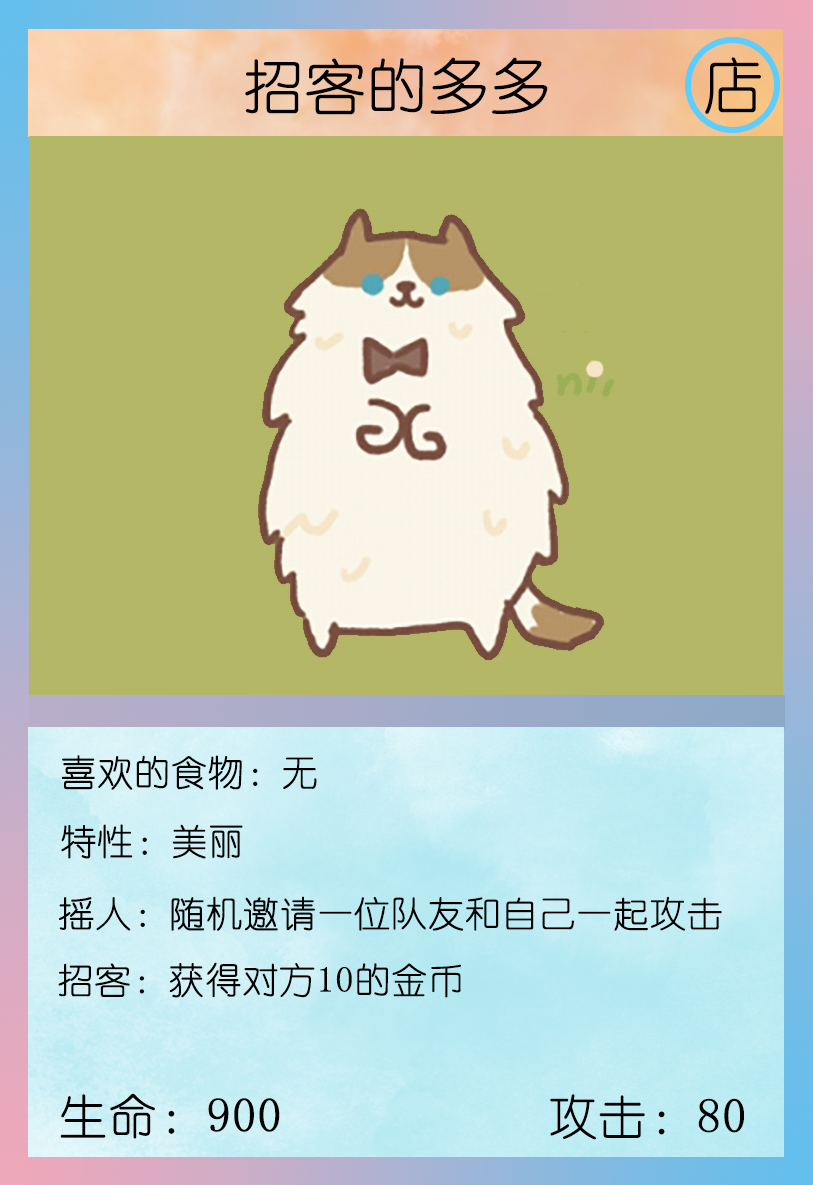 招客的多多 店
喜欢的食物：无
特性：美丽
摇人：随机邀请一位队友和自己一起攻击
招客：获得对方10的金币
生命：900 攻击：80